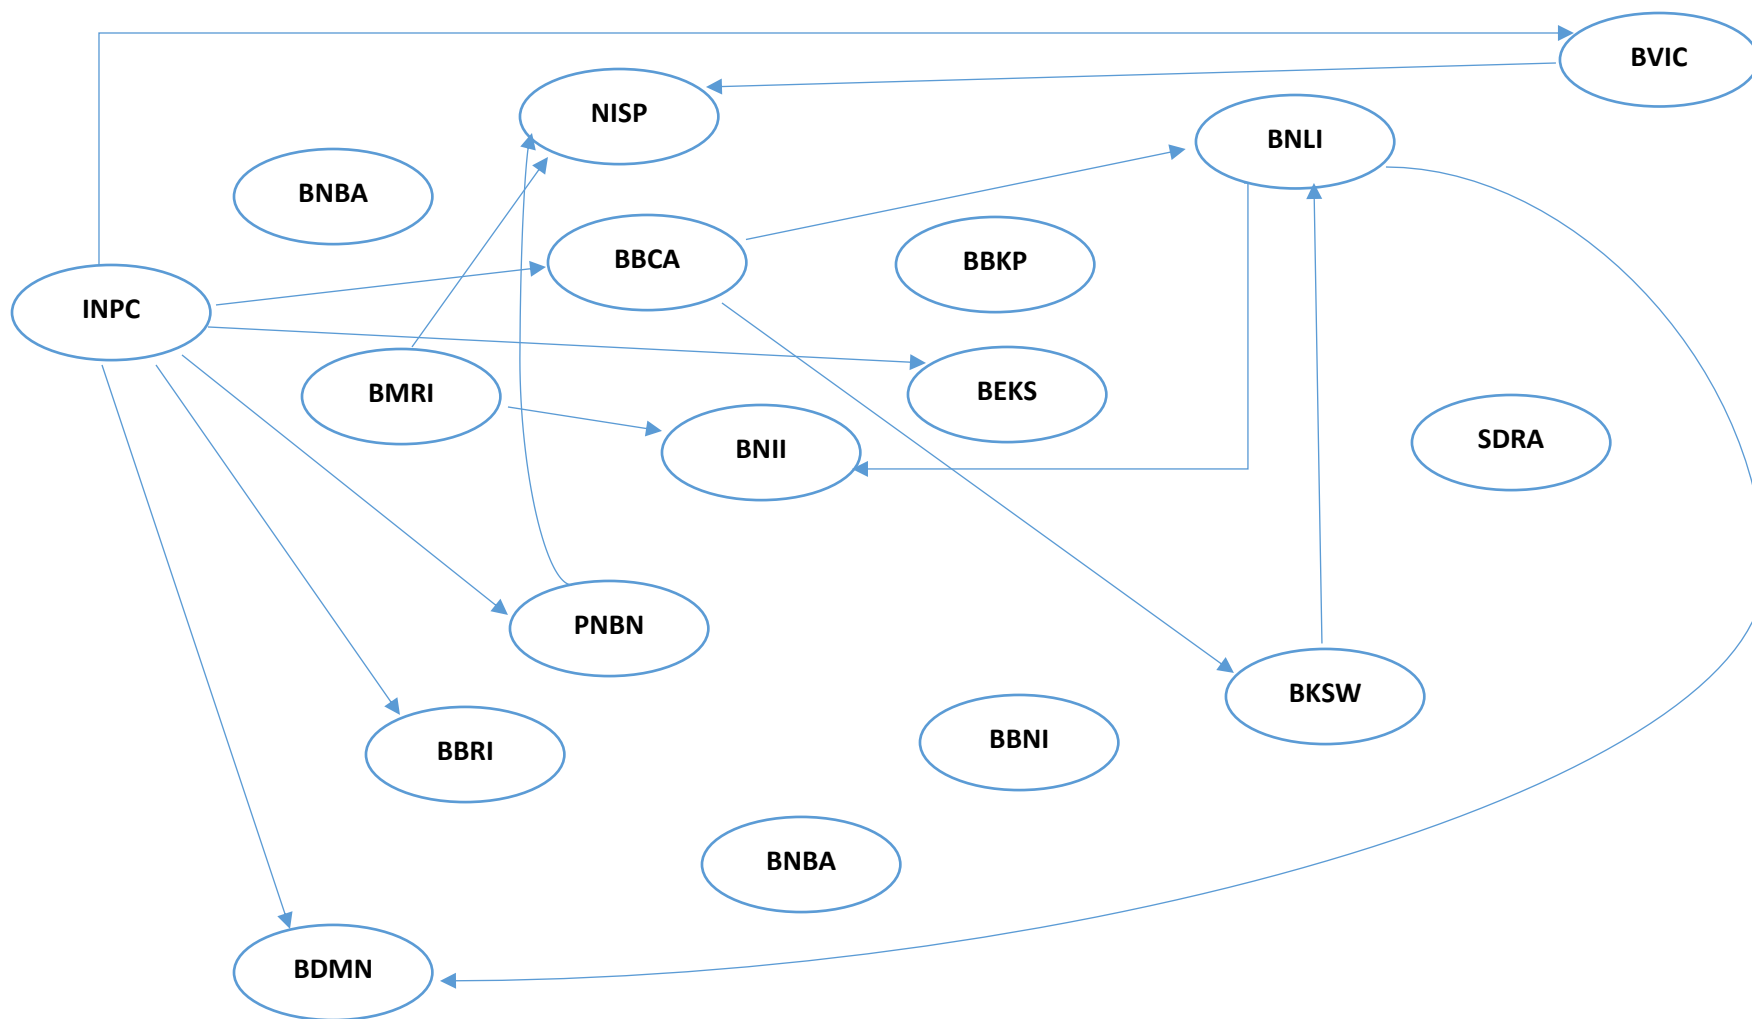 BVIC
NISP
BNLI
BNBA
BBCA
BBKP
INPC
BMRI
BEKS
BNII
SDRA
PNBN
BKSW
BBRI
BBNI
BNBA
BDMN